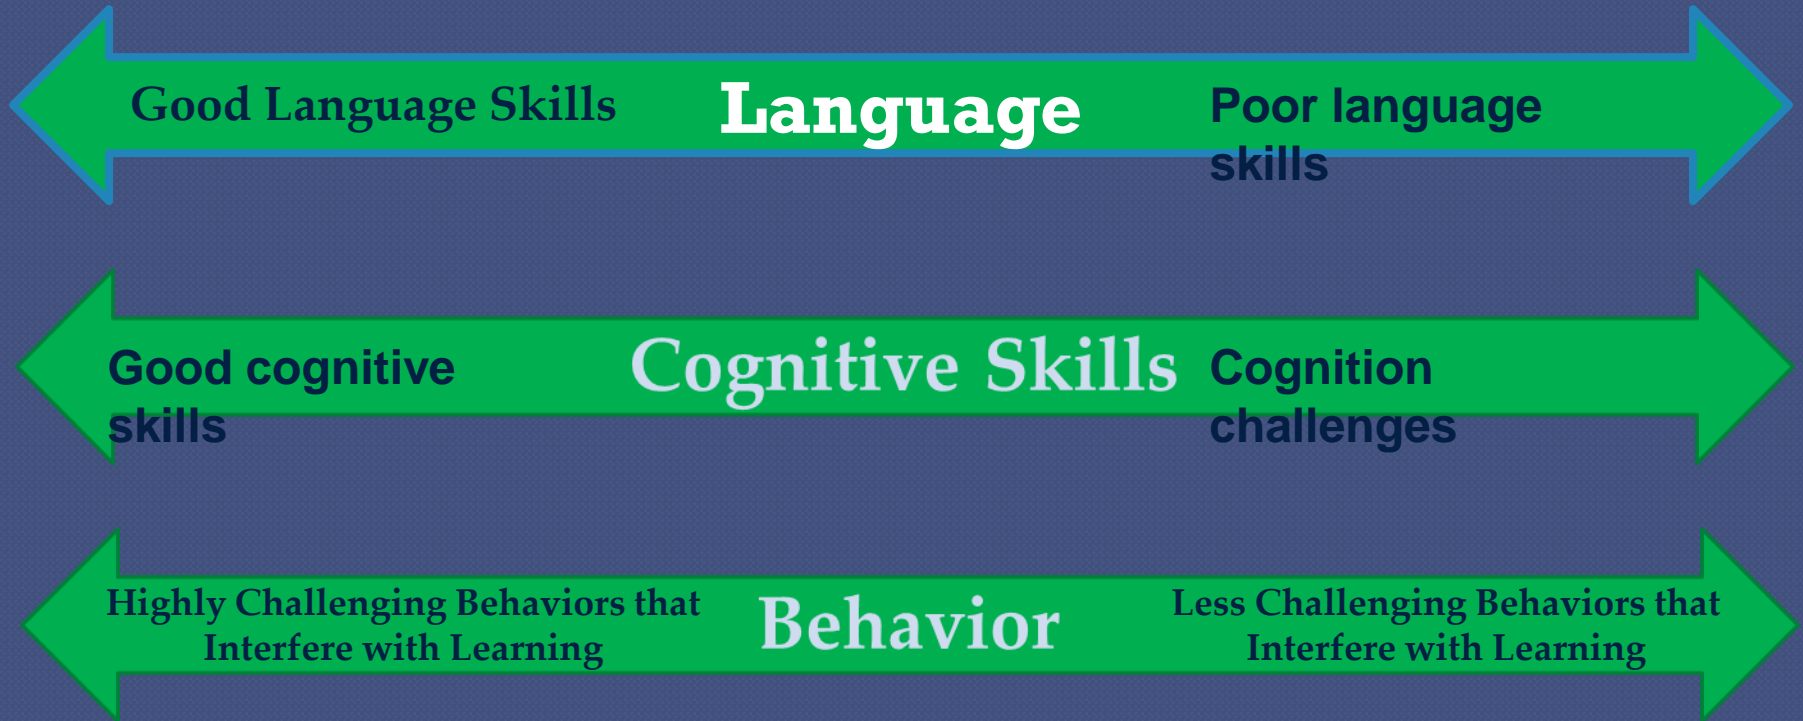 Good Language Skills Language Poor language
skills
Good cognitive Cognitive Skills Cognition
skills challenges
Highly Challenging Behaviors that
Interfere with Learning
Behavior
Less Challenging Behaviors that
Interfere with Learning